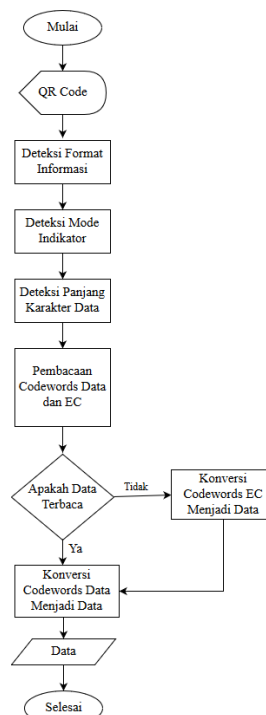 Mulai
QR Code
Deteksi Format
Informasi
Deteksi Mode
Indikator
Deteksi Panjang
Karakter Data
Pembacaan
Codewords Data
dan EC
Apakah Data
Terbaca
Tidak
Konversi
Codewords EC
Menjadi Data
Ya
Konversi
Codewords Data
Menjadi Data
Data
Selesai